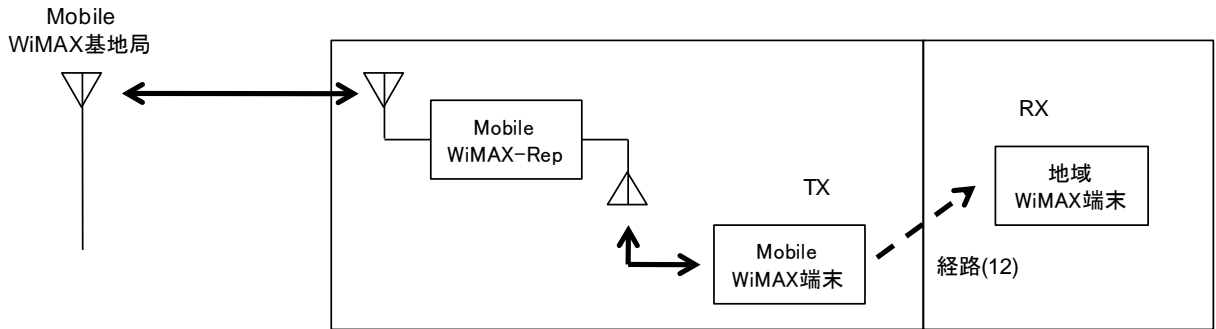 Mobile
WiMAX基地局
Mobile
WiMAX-Rep
TX
Mobile
WiMAX端末
RX
地域
WiMAX端末
経路(12)